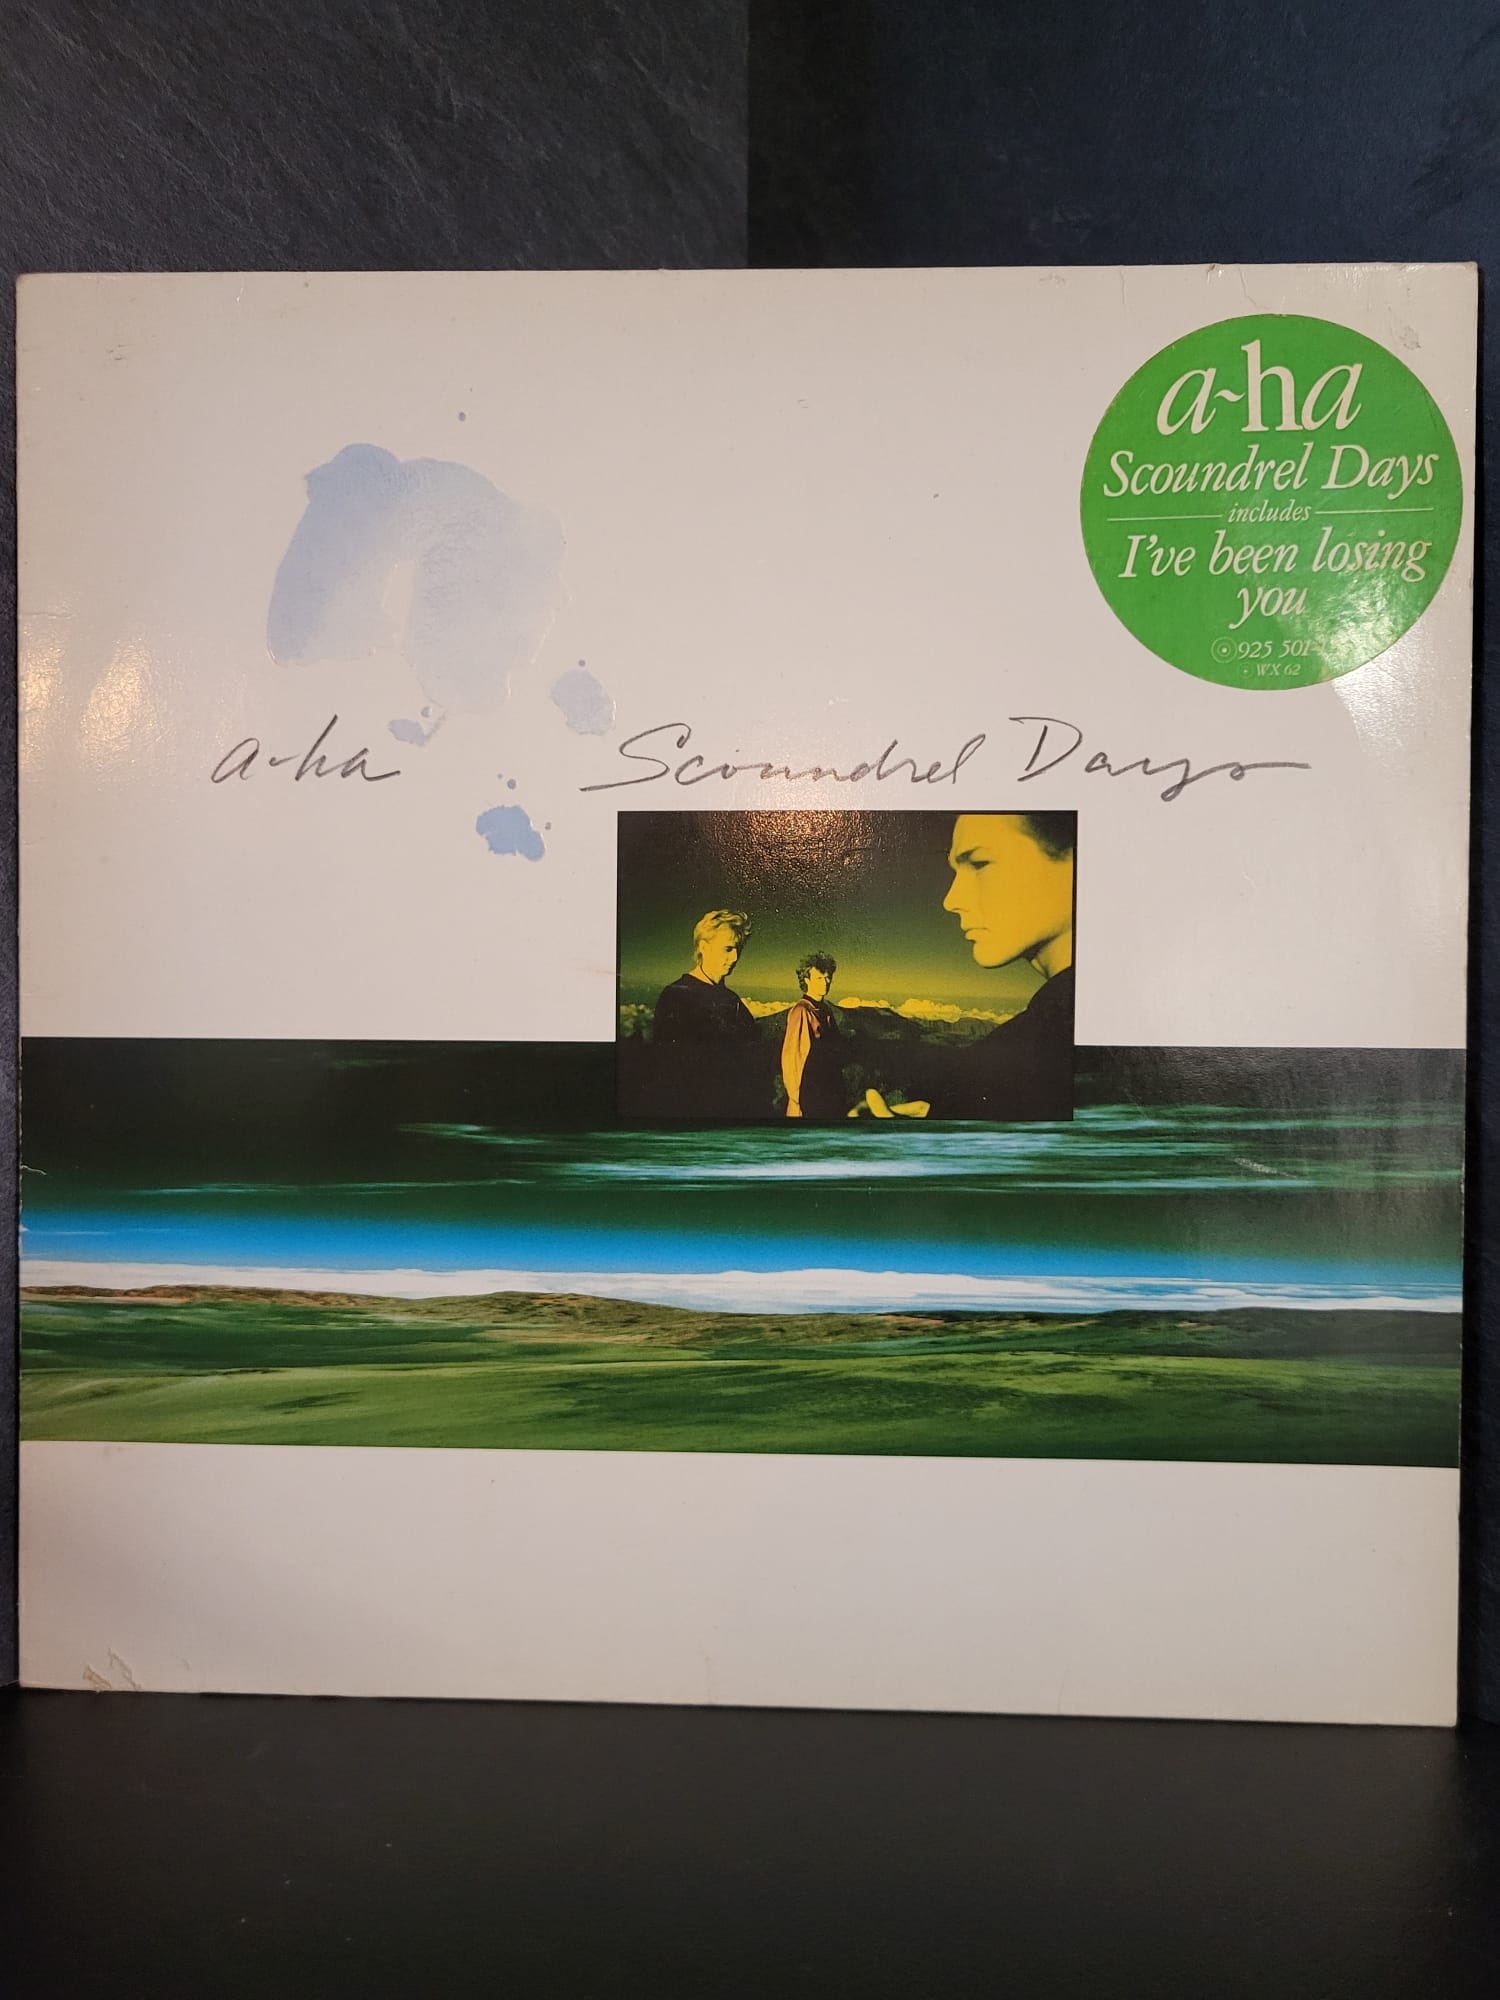 a-ha
Scoundrel Days
includes
I've been losing
you
925 501-1
WX 62
a-ha Scoundrel Days